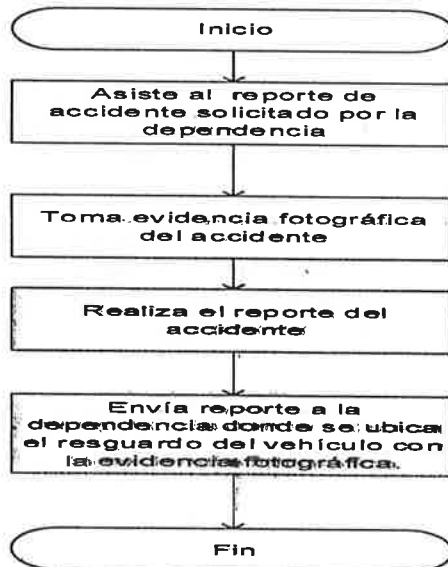 Inicio
Asiste al reporte de
accidente solicitado por la
dependencia
Toma evidencia fotográfica
del accidente
Realiza el reporte del
accidente
Envía reporte a la
dependencia donde se ubica
el resguardo del vehículo con
la evidencia fotográfica.
Fin